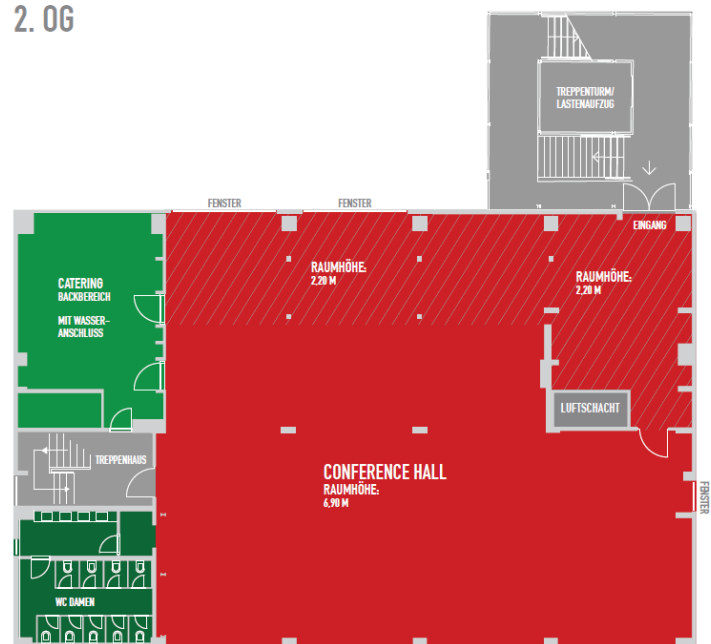 2. OG
TREPPENTURM/
LASTENAUFZUG
FENSTER
FENSTER
EINGANG
CATERING
BACKBEREICH
MIT WASSER-
ANSCHLUSS
RAUMHÖHE:
2,20 M
RAUMHÖHE:
2,20 M
LUFTSCHACHT
TREPPENHAUS
CONFERENCE HALL
RAUMHÖHE:
6,90 M
FENSTER
WC DAMEN